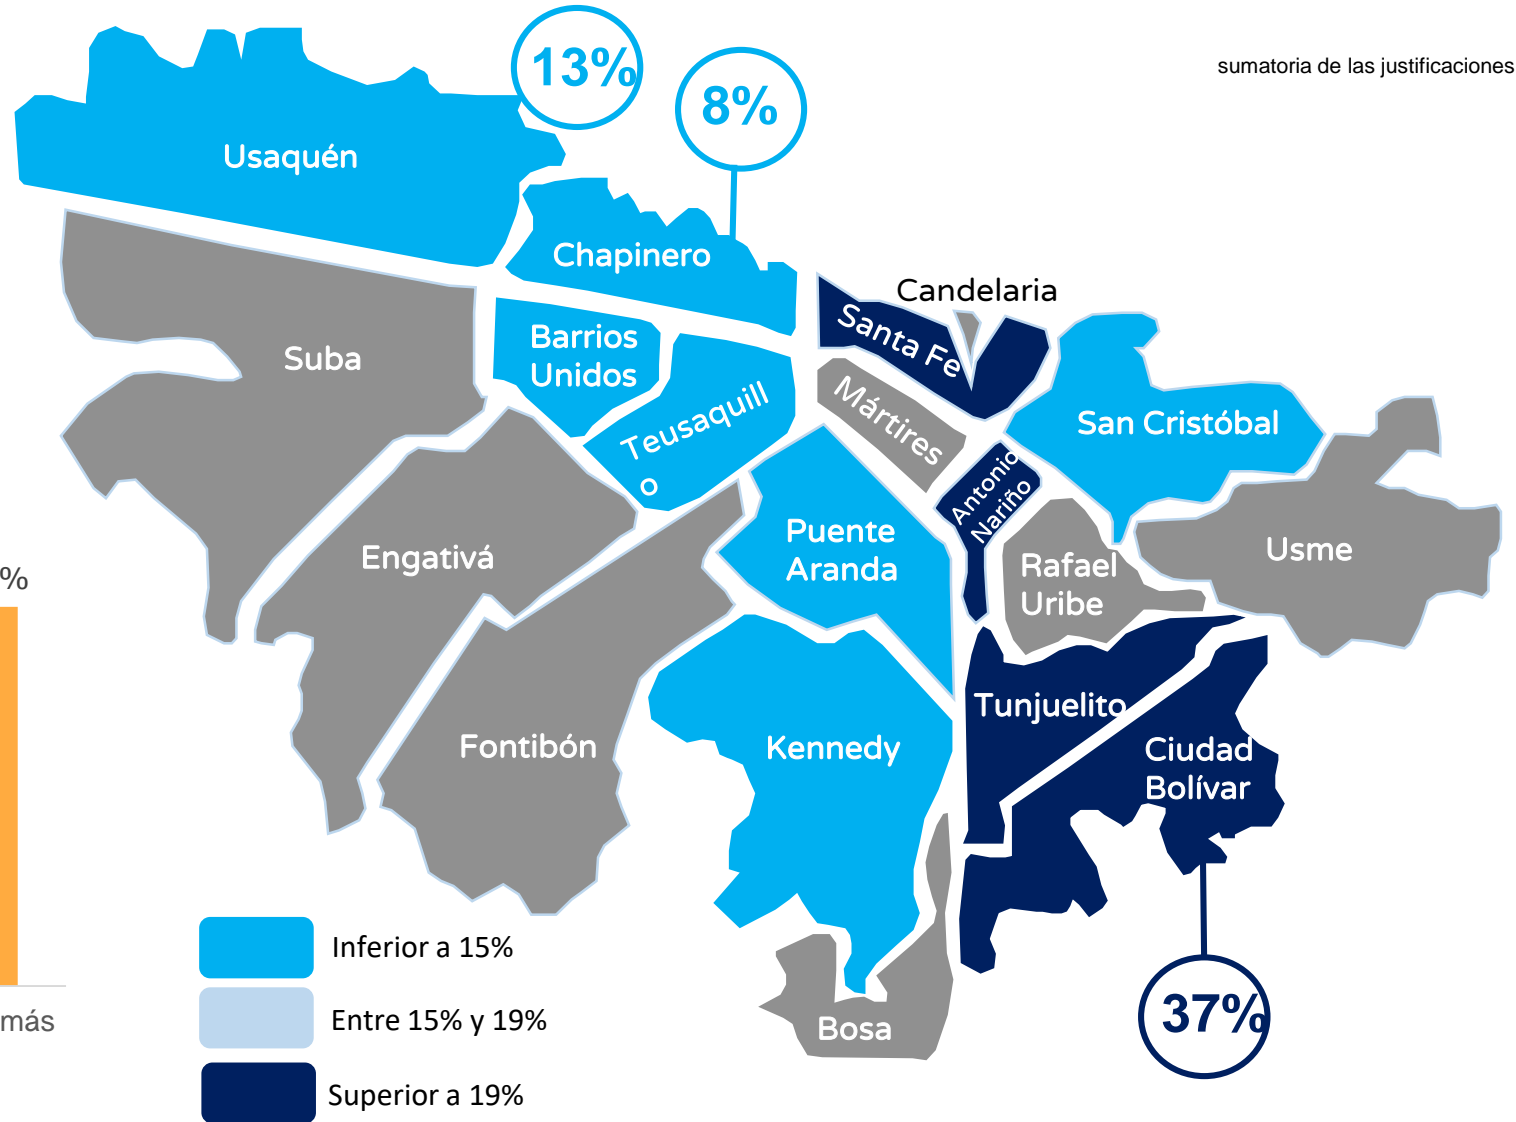 13%
8%
sumatoria de las justificaciones
Usaquén
Chapinero
Candelaria
Santa Fe
Barrios
Unidos
Suba
Teusaquill
o
Mártires
San Cristóbal
Antonio
Nariño
Puente
Aranda
Engativá
Rafael
Uribe
Usme
%
Tunjuelito
Fontibón
Kennedy
Ciudad
Bolívar
Inferior a 15%
37%
más
Entre 15% y 19%
Bosa
Superior a 19%